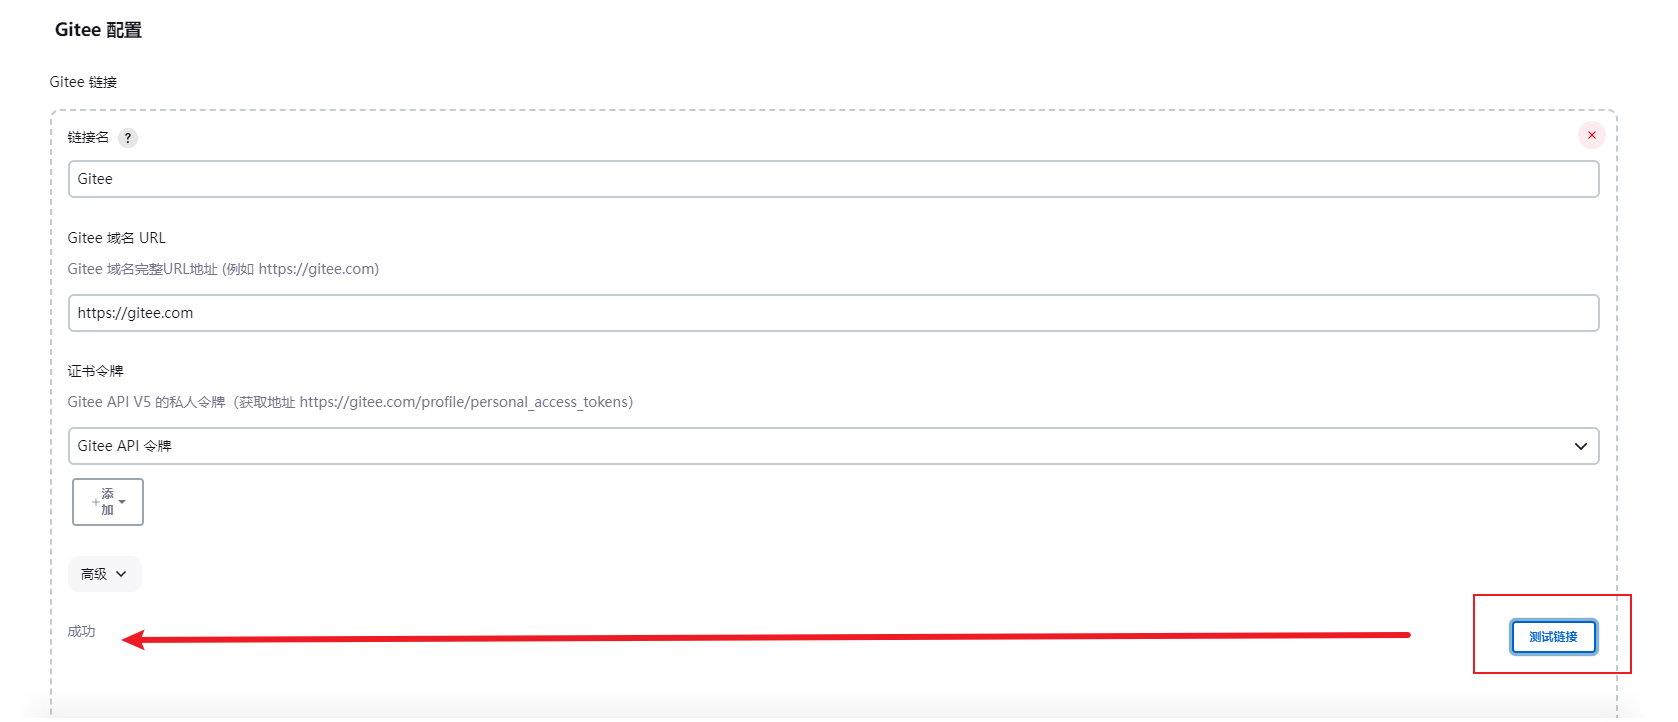 Gitee 配置
Gitee 链接
链接名 ?
Gitee
Gitee 域名 URL
Gitee 域名完整URL地址 (例如 https://gitee.com)
https://gitee.com
证书令牌
Gitee API V5 的私人令牌（获取地址 https://gitee.com/profile/personal_access_tokens）
Gitee API 令牌
+添
加
高级
成功
测试链接